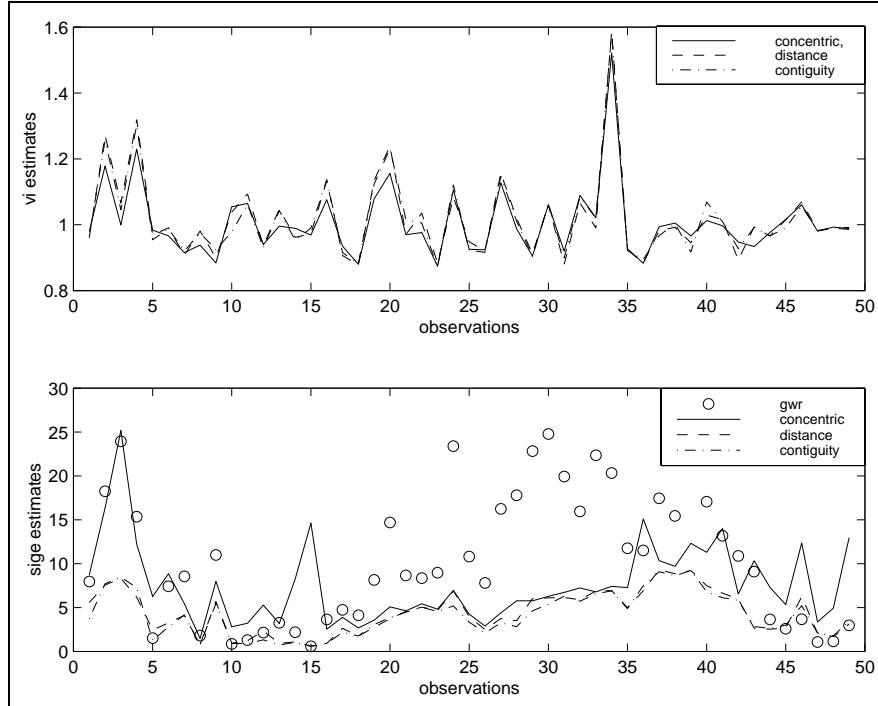 1.6
1.4
1.2
1
0.8
vi estimates
concentric,
distance
contiguity
0 5 10 15 20 25 30 35 40 45 50
observations
30
25
20
15
10
5
0
sige estimates
gwr
concentric
distance
contiguity
0 5 10 15 20 25 30 35 40 45 50
observations